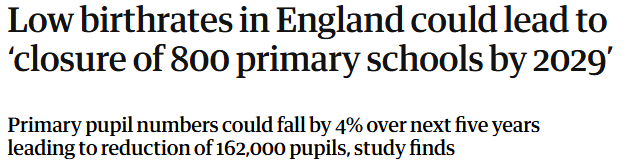 Low birthrates in England could lead to
‘closure of 800 primary schools by 2029’
Primary pupil numbers could fall by 4% over next five years
leading to reduction of 162,000 pupils, study finds